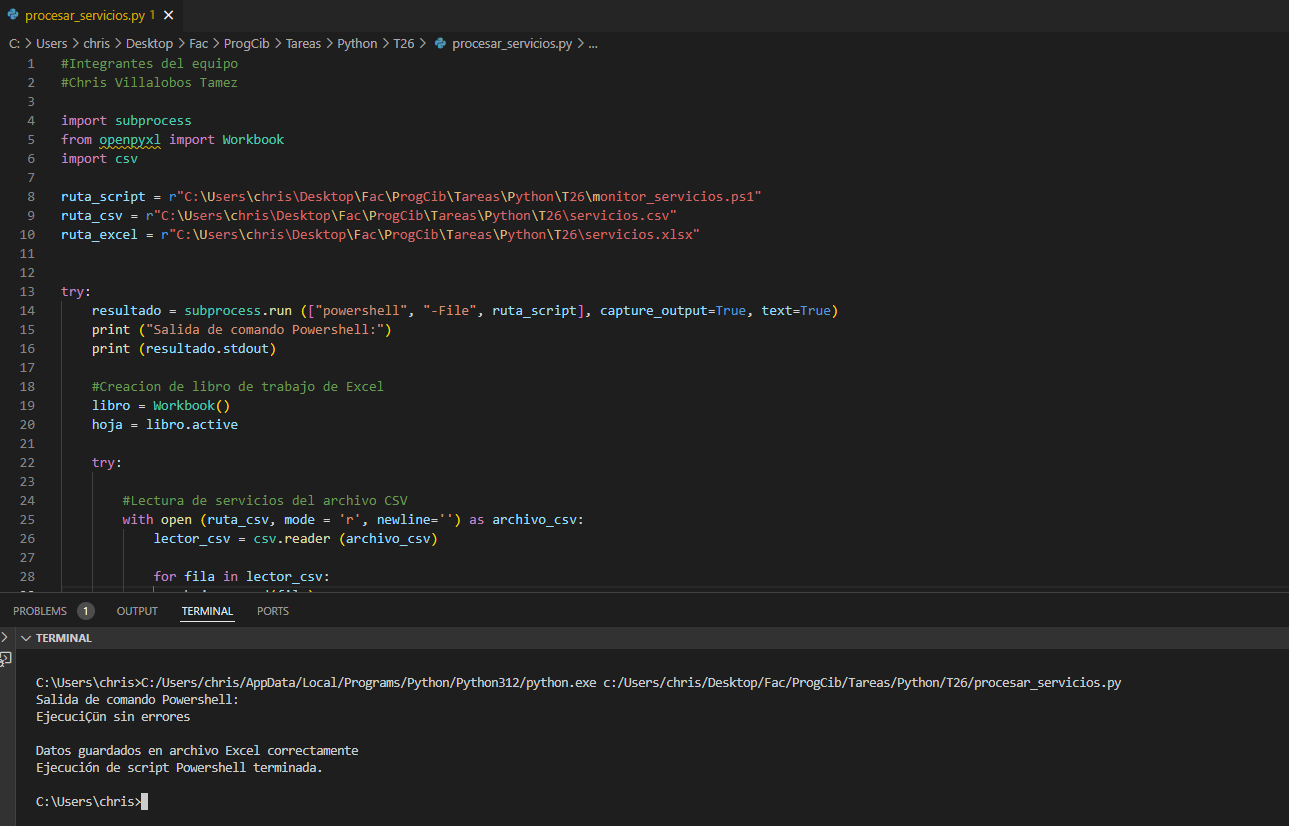 procesar_servicios.py 1
C: > Users > chris > Desktop > Fac > ProgCib > Tareas > Python > T26 > procesar_servicios.py > ...
1 #Integrantes del equipo
2 #Chris Villalobos Tamez
3
4 import subprocess
5 from openpyxl import Workbook
6 import csv
7
8 ruta_script = r"C:\Users\chris\Desktop\Fac\ProgCib\Tareas\Python\T26\monitor_servicios.ps1"
9 ruta_csv = r"C:\Users\chris\Desktop\Fac\ProgCib\Tareas\Python\T26\servicios.csv"
10 ruta_excel = r"C:\Users\chris\Desktop\Fac\ProgCib\Tareas\Python\T26\servicios.xlsx"
11
12
13 try:
14 resultado = subprocess.run (["powershell", "-File", ruta_script], capture_output=True, text=True)
15 print ("Salida de comando Powershell:")
16 print (resultado.stdout)
17
18 #Creacion de libro de trabajo de Excel
19 libro = Workbook()
20 hoja = libro.active
21
22 try:
23
24 #Lectura de servicios del archivo CSV
25 with open (ruta_csv, mode = 'r', newline='') as archivo_csv:
26 lector_csv = csv.reader (archivo_csv)
27
28 for fila in lector_csv:
PROBLEMS 1 OUTPUT TERMINAL PORTS
TERMINAL
C:\Users\chris>C:/Users/chris/AppData/Local/Programs/Python/Python312/python.exe c:/Users/chris/Desktop/Fac/ProgCib/Tareas/Python/T26/procesar_servicios.py
Salida de comando Powershell:
EjecuciÇün sin errores
Datos guardados en archivo Excel correctamente
Ejecución de script Powershell terminada.
C:\Users\chris>